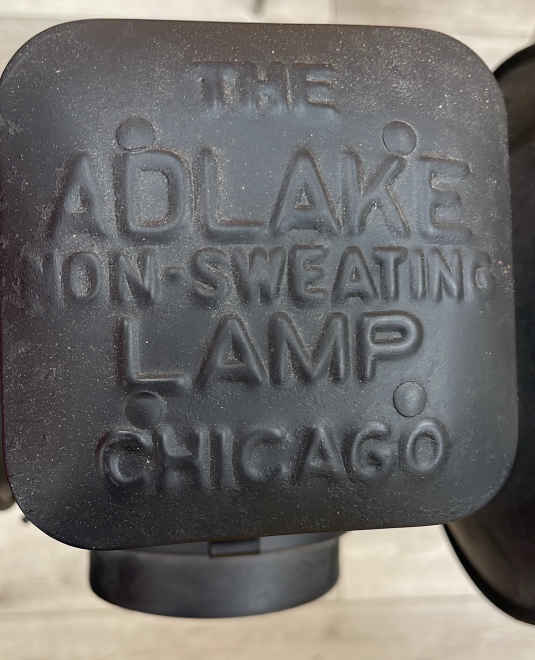 THE
ADLAKE
NON-SWEATING
LAMP
CHICAGO